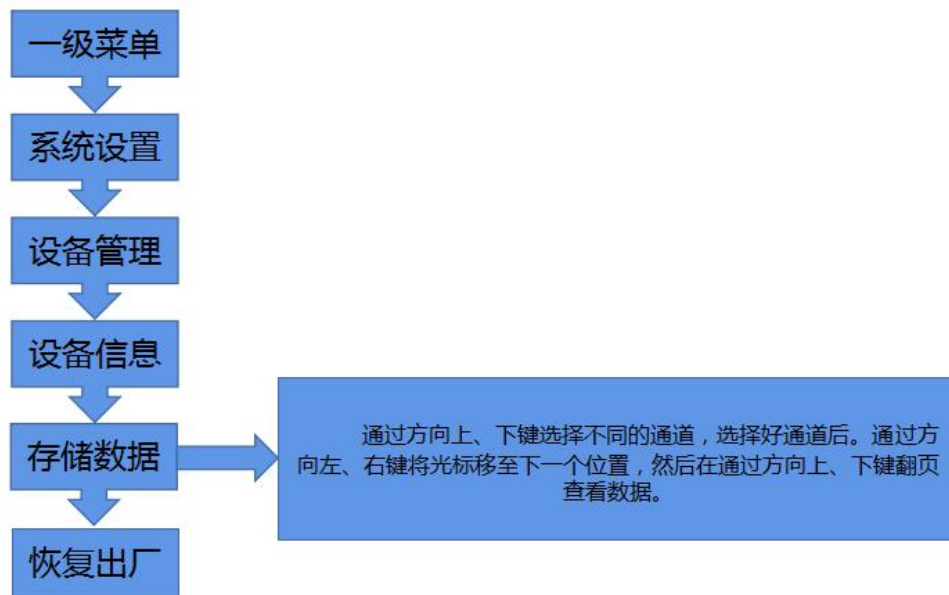 一级菜单
系统设置
设备管理
设备信息
存储数据
通过方向上、下键选择不同的通道，选择好通道后。通过方
向左、右键将光标移至下一个位置，然后在通过方向上、下键翻页
查看数据。
恢复出厂